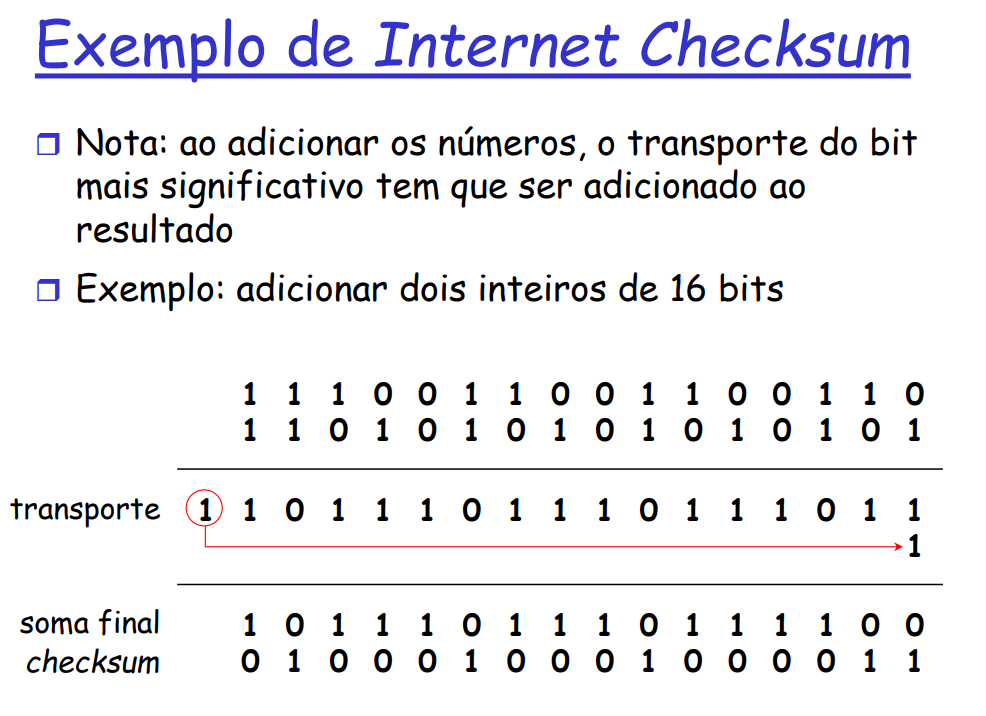 Exemplo de Internet Checksum
Nota: ao adicionar os números, o transporte do bit
mais significativo tem que ser adicionado ao
resultado
Exemplo: adicionar dois inteiros de 16 bits
1 1 1 0 0 1 1 0 0 1 1 0 0 1 1 0
1 1 0 1 0 1 0 1 0 1 0 1 0 1 0 1
transporte 1 1 0 1 1 1 0 1 1 1 0 1 1 1 0 1 1
1
soma final 1 0 1 1 1 0 1 1 1 0 1 1 1 1 0 0
checksum 0 1 0 0 0 1 0 0 0 1 0 0 0 0 1 1